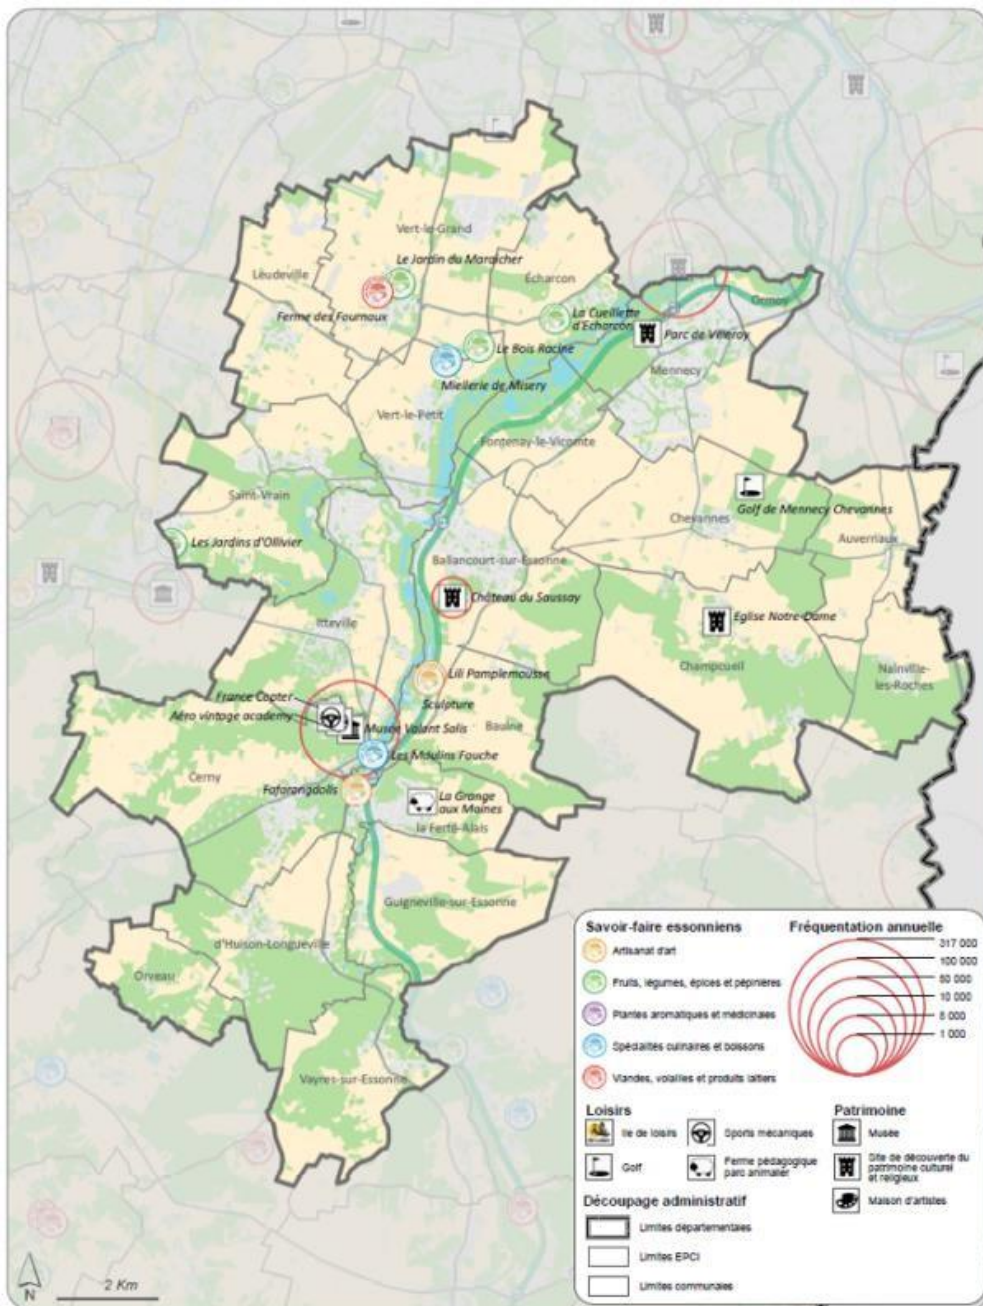 Vert-le-Grand
Le Jardin du Maraîcher
Leudeville
Écharcon
Ormoy
Ferme des Fournaux
La Cueillette
d'Echarcon
Parc de Villeroy
Le Bois Racine
Mennecy
Miellerie de Misery
Vert-le-Petit
Fontenay-le-Vicomte
Saint-Vrain
Golf de Mennecy Chevannes
Chevannes
Auvernaux
Les Jardins d'Ollivier
Ballancourt-sur-Essonne
Château du Saussay
Itteville
Eglise Notre-Dame
Champcueil
Nainville-
les-Roches
Lili Pamplemousse
Sculpture
France Copter
Aéro vintage academy
Musée Volant Salis
Baulne
Les Moulins Fouche
Cerny
Fafarangdolls
La Grange
aux Moines
la Ferté-Alais
Guigneville-sur-Essonne
d'Huison-Longueville
Orveau
Vayres-sur-Essonne
N
2 Km
Savoir-faire essonniens
Artisanat d'art
Fruits, légumes, épices et pépinières
Plantes aromatiques et médicinales
Spécialités culinaires et boissons
Viandes, volailles et produits laitiers
Fréquentation annuelle
317 000
100 000
50 000
10 000
5 000
1 000
Loisirs
Ile de loisirs
Sports mécaniques
Golf
Ferme pédagogique
parc animalier
Patrimoine
Musée
Site de découverte du
patrimoine culturel
et religieux
Maison d'artistes
Découpage administratif
Limites départementales
Limites EPCI
Limites communales